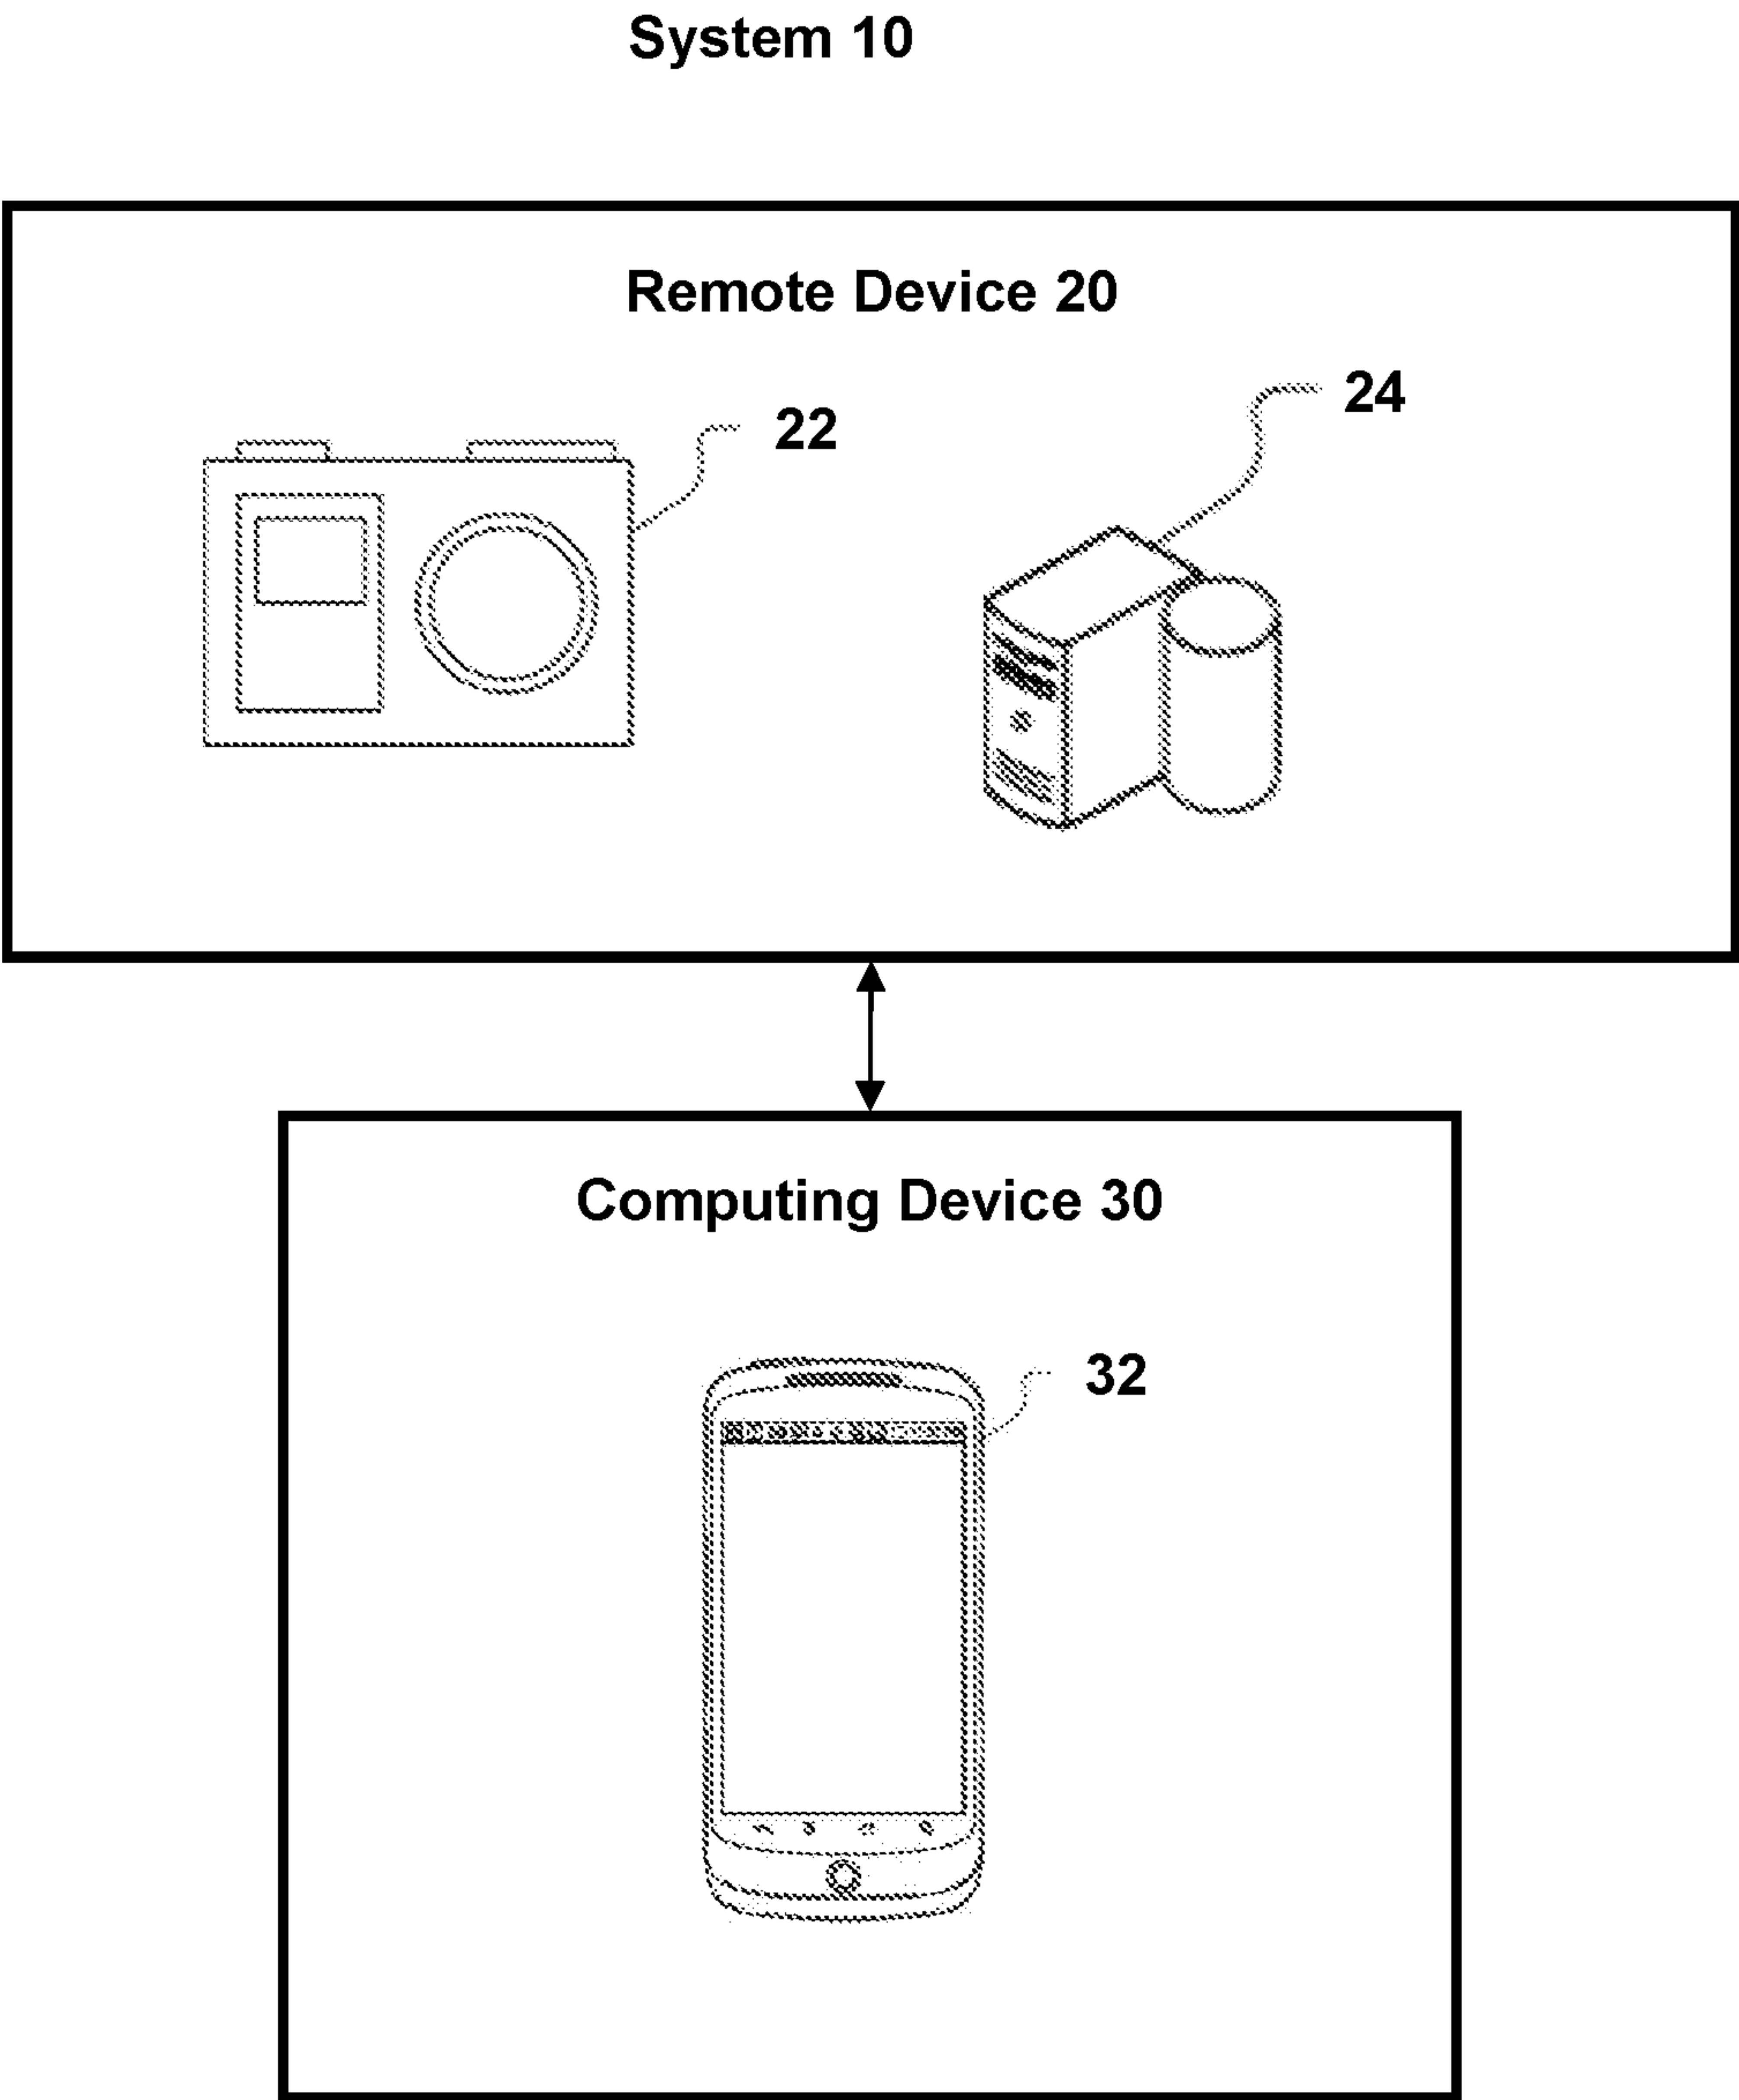 System 10
Remote Device 20
22
24
Computing Device 30
32